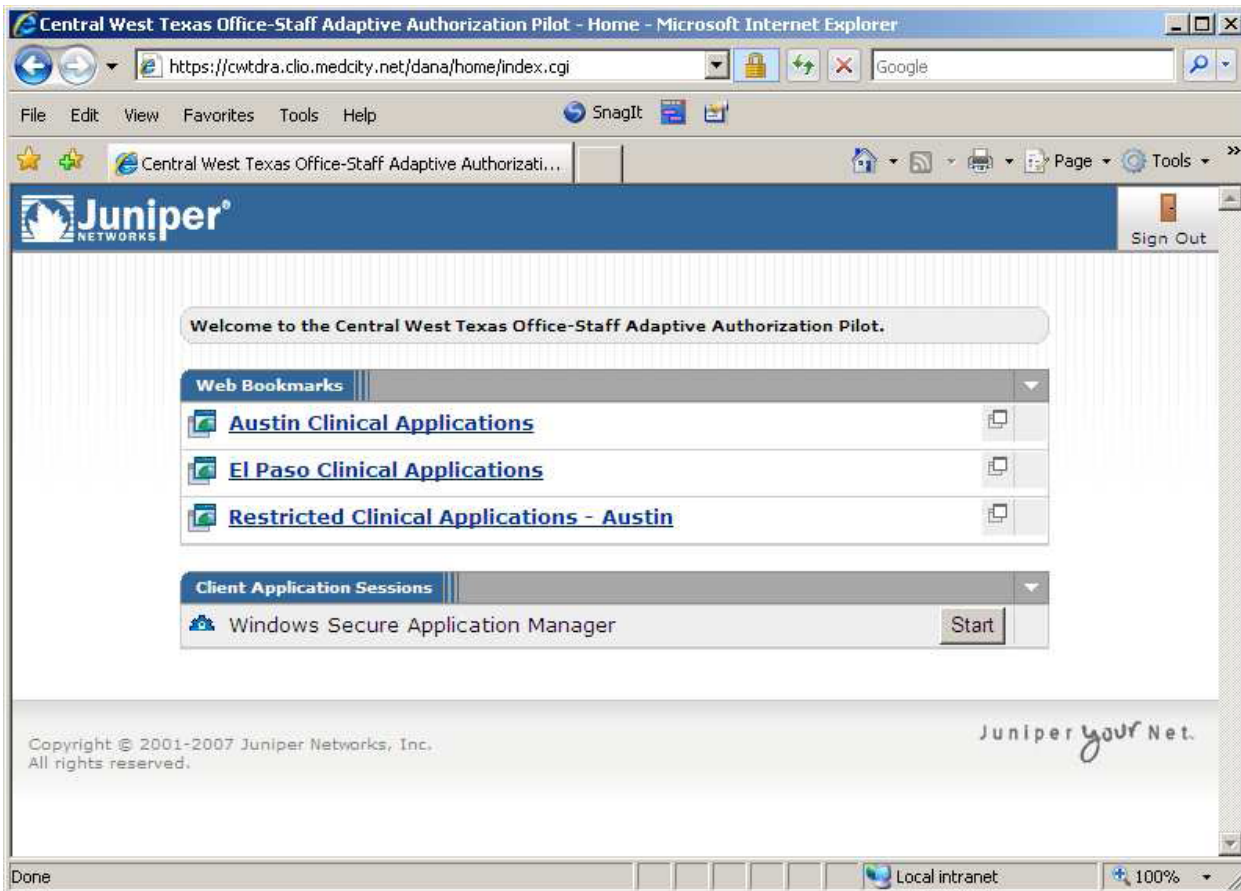 Central West Texas Office-Staff Adaptive Authorization Pilot - Home - Microsoft Internet Explorer
https://cwtdra.clio.medcity.net/dana/home/index.cgi
Google
File Edit View Favorites Tools Help
SnagIt
Central West Texas Office-Staff Adaptive Authorizati...
Page
Tools
»
Juniper®
NETWORKS
Sign Out
Welcome to the Central West Texas Office-Staff Adaptive Authorization Pilot.
Web Bookmarks
Austin Clinical Applications
El Paso Clinical Applications
Restricted Clinical Applications - Austin
Client Application Sessions
Windows Secure Application Manager
Start
Copyright © 2001-2007 Juniper Networks, Inc.
All rights reserved.
Juniper your Net.
Done
Local intranet
100%